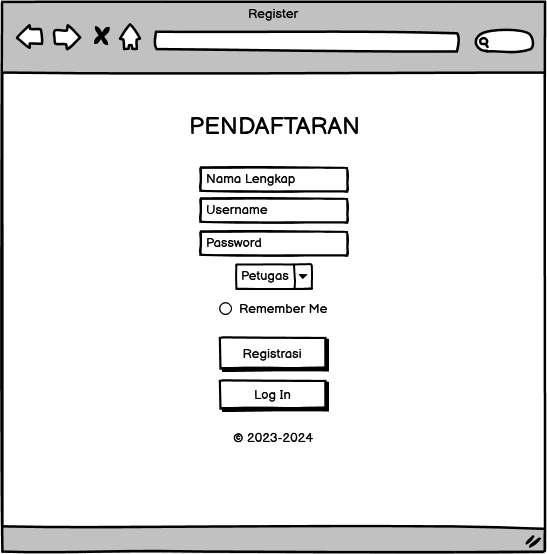 Register
PENDAFTARAN
Nama Lengkap
Username
Password
Petugas
Remember Me
Registrasi
Log In
© 2023-2024